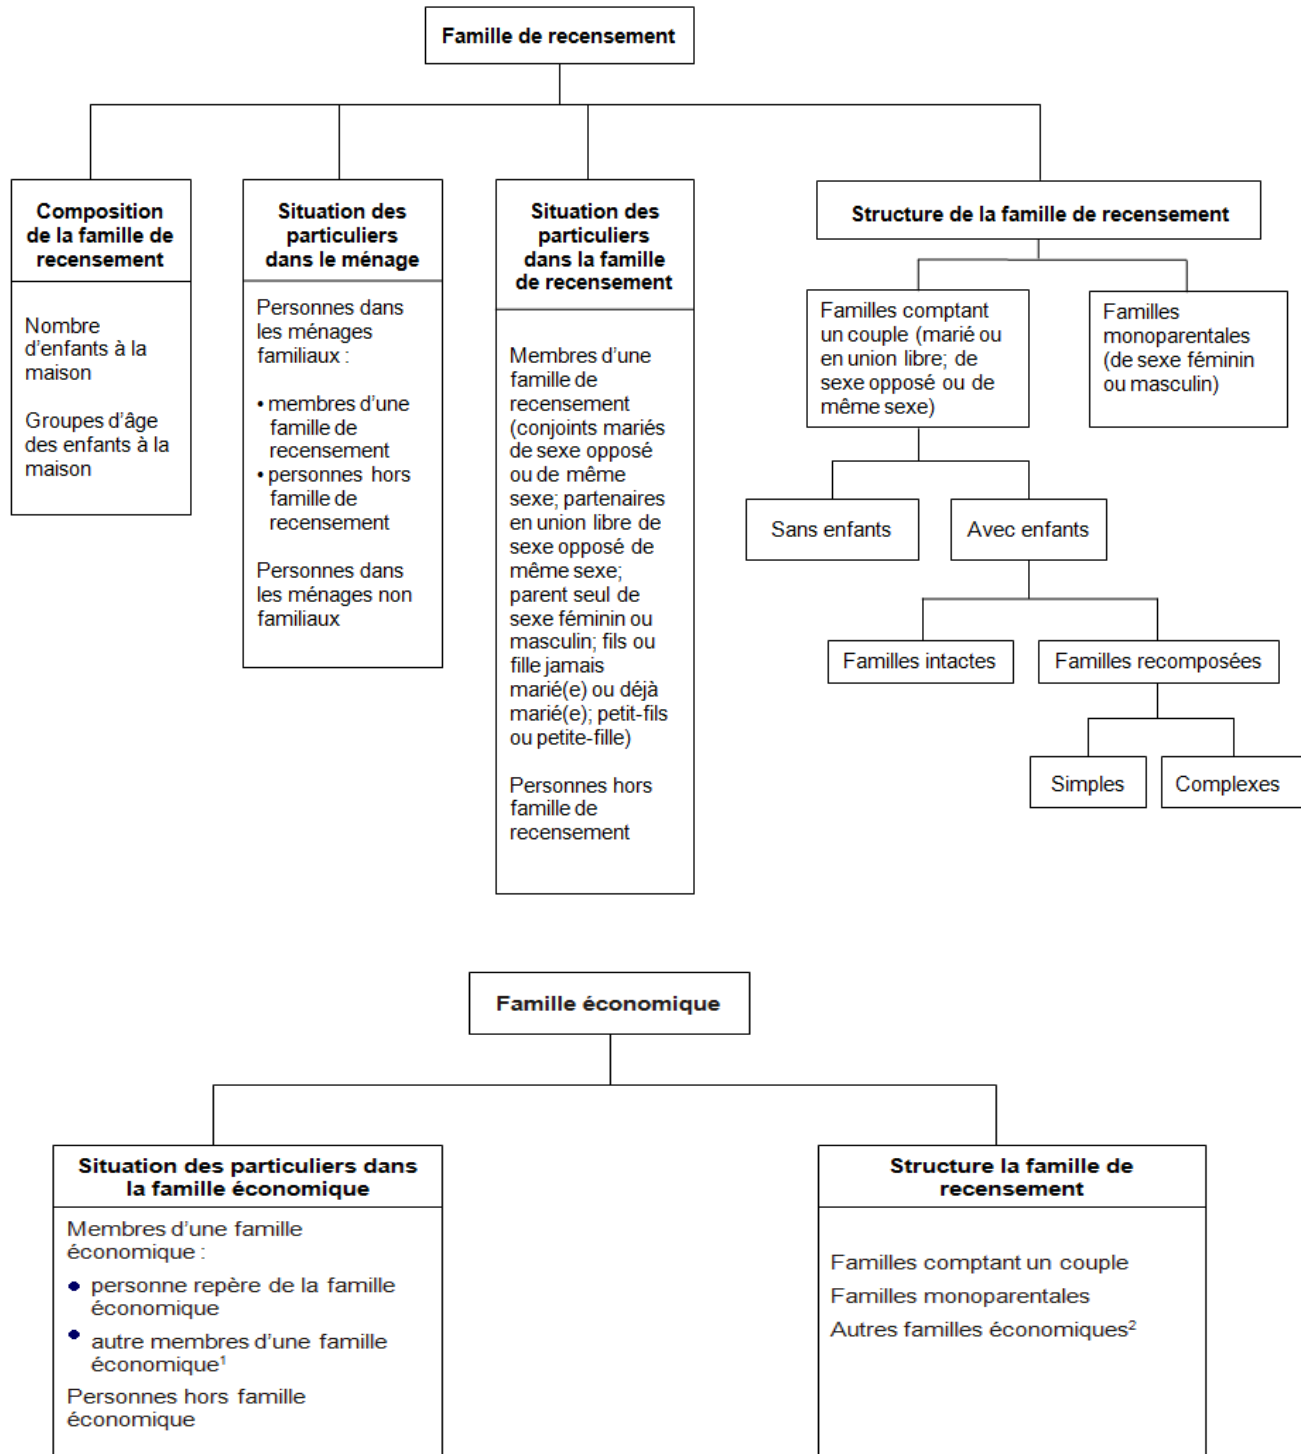 Famille de recensement
Composition
de la famille de
recensement
Nombre
d'enfants à la
maison
Groupes d'âge
des enfants à la
maison
Situation des
particuliers
dans le ménage
Personnes dans
les ménages
familiaux :
• membres d'une
famille de
recensement
• personnes hors
famille de
recensement
Personnes dans
les ménages non
familiaux
Situation des
particuliers
dans la famille
de recensement
Membres d'une
famille de
recensement
(conjoints mariés
de sexe opposé
ou de même
sexe; partenaires
en union libre de
sexe opposé de
même sexe;
parent seul de
sexe féminin ou
masculin; fils ou
fille jamais
marié(e) ou déjà
marié(e); petit-fils
ou petite-fille)
Personnes hors
famille de
recensement
Structure de la famille de recensement
Familles comptant
un couple (marié ou
en union libre; de
sexe opposé ou de
même sexe)
Familles
monoparentales
(de sexe féminin
ou masculin)
Sans enfants
Avec enfants
Familles intactes
Familles recomposées
Simples
Complexes
Famille économique
Situation des particuliers dans
la famille économique
Membres d'une famille
économique :
• personne repère de la famille
économique
• autre membres d'une famille
économique¹
Personnes hors famille
économique
Structure la famille de
recensement
Familles comptant un couple
Familles monoparentales
Autres familles économiques²